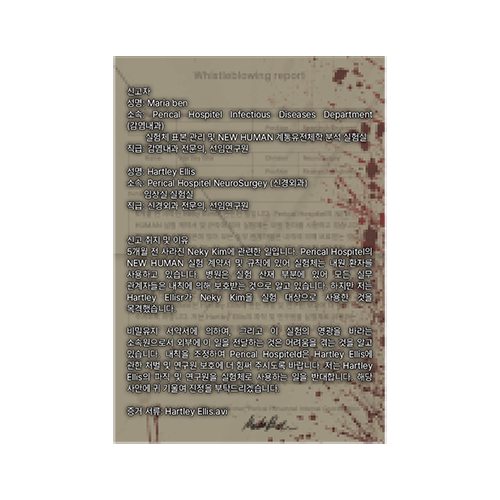 Whistleblowing report
신고자
성명. Maria ben
소속. Perical Hospitel Infectious Diseases Department
(감염내과)
실험체 표본 관리 및 NEW HUMAN 계통유전체학 분석 실험실
직급. 감염내과 전문의, 선임연구원
성명. Hartley Ellis
소속. Perical Hospitel NeuroSurgey (신경외과)
임상실 실험실
직급. 신경외과 전문의, 선임연구원
신고 취지 및 이유
5개월 전 사라진 Neky Kim에 관련한 일입니다. Perical Hospitel의
NEW HUMAN 실험 계약서 및 규칙에 있어 실험체는 내원 환자를
사용하고 있습니다. 병원은 실험 산재 부분에 있어 모든 실무
관계자들은 내칙에 의해 보호받는 것으로 알고 있습니다. 하지만 저는
Hartley Ellisr가 Neky Kim을 실험 대상으로 사용한 것을
목격했습니다.
비밀유지 서약서에 의하여, 그리고 이 실험의 영광을 바라는
소속원으로서 외부에 이 일을 전달하는 것은 어려움을 겪는 것을 알고
있습니다. 내칙을 조정하여 Perical Hospiteld은 Hartley Ellis에
관한 처벌 및 연구원 보호에 더 힘써 주시도록 바랍니다. 저는 Hartley
Ellis의 파직 및 연구원을 실험체로 사용하는 일을 반대합니다. 해당
사안에 귀 기울여 진정을 부탁드리겠습니다.
증거 서류. Hartley Ellis.avi